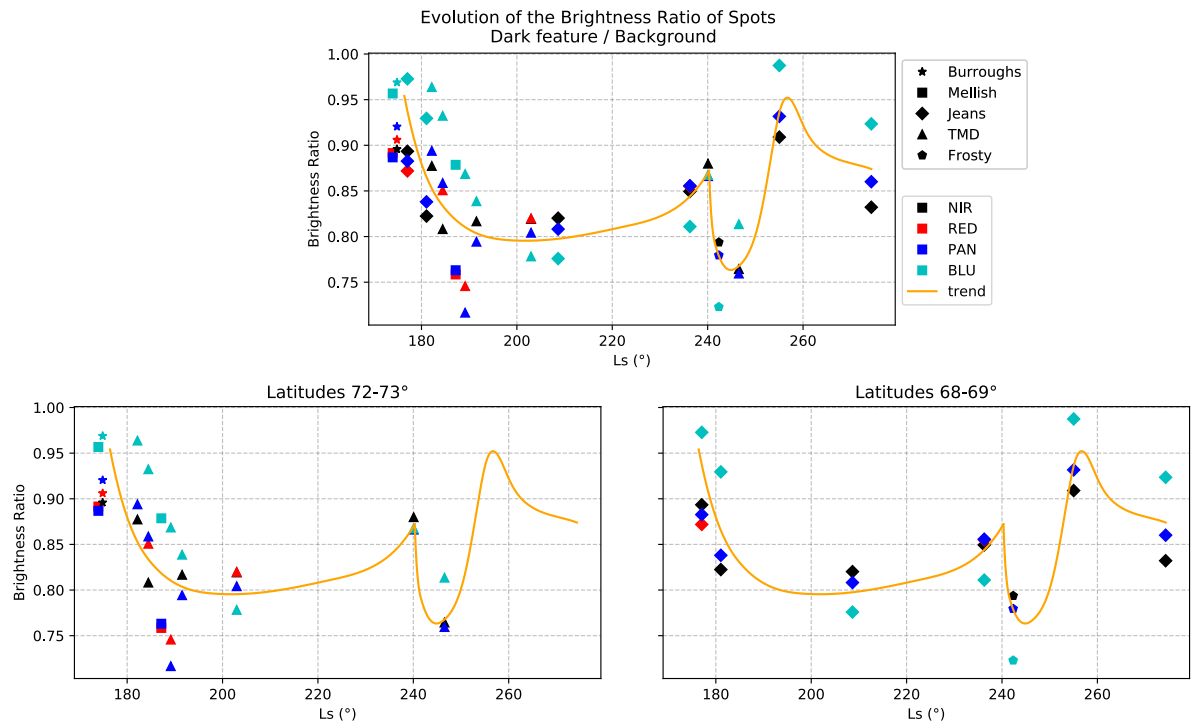 Evolution of the Brightness Ratio of Spots
Dark feature / Background
1.00
0.95
0.90
0.85
0.80
0.75
Brightness Ratio
180
200
220
240
260
Ls (°)
Burroughs
Mellish
Jeans
TMD
Frosty
NIR
RED
PAN
BLU
trend
Latitudes 72-73°
1.00
0.95
0.90
0.85
0.80
0.75
Brightness Ratio
180
200
220
240
260
Ls (°)
Latitudes 68-69°
180
200
220
240
260
Ls (°)